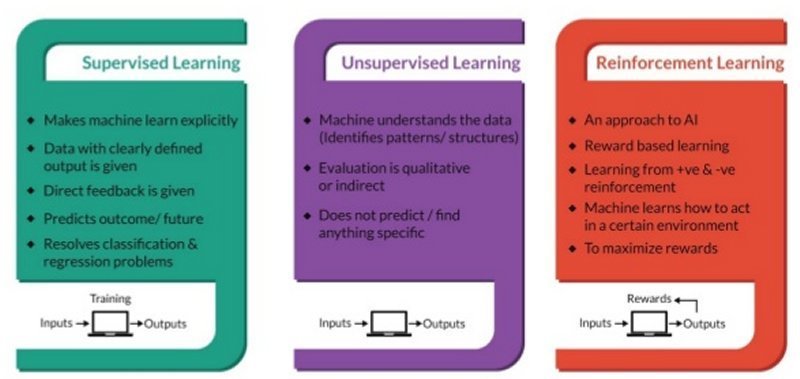 Supervised Learning
Makes machine learn explicitly
Data with clearly defined
output is given
Direct feedback is given
Predicts outcome/ future
Resolves classification &
regression problems
Training
Inputs
Outputs
Unsupervised Learning
Machine understands the data
(Identifies patterns/ structures)
Evaluation is qualitative
or indirect
Does not predict / find
anything specific
Inputs
Outputs
Reinforcement Learning
An approach to AI
Reward based learning
Learning from +ve & -ve
reinforcement
Machine learns how to act
in a certain environment
To maximize rewards
Rewards
Inputs
Outputs